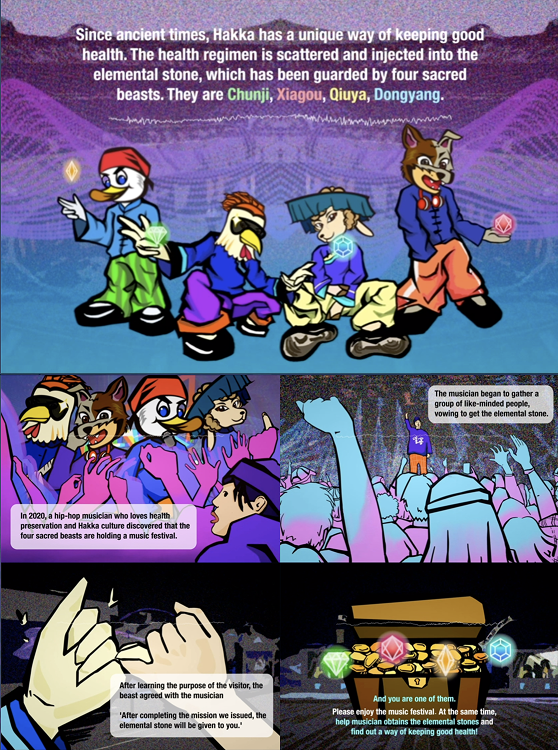 Since ancient times, Hakka has a unique way of keeping good
health. The health regimen is scattered and injected into the
elemental stone, which has been guarded by four sacred
beasts. They are Chunji, Xiagou, Qiuya, Dongyang.
In 2020, a hip-hop musician who loves health
preservation and Hakka culture discovered that the
four sacred beasts are holding a music festival.
The musician began to gather a
group of like-minded people,
vowing to get the elemental stone.
After learning the purpose of the visitor, the
beast agreed with the musician
'After completing the mission we issued, the
elemental stone will be given to you.'
And you are one of them.
Please enjoy the music festival. At the same time,
help musician obtains the elemental stones and
find out a way of keeping good health!